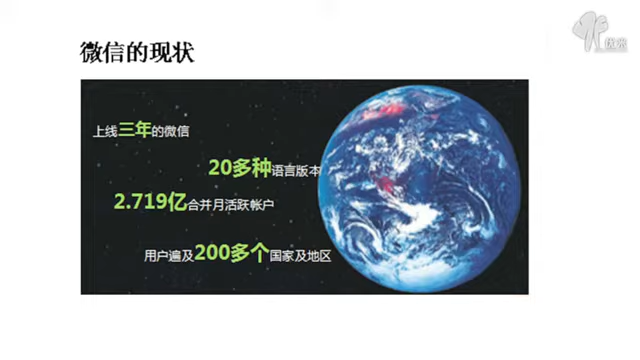 微信的现状
优米
上线三年的微信
20多种语言版本
2.719亿合并月活跃帐户
用户遍及200多个国家及地区